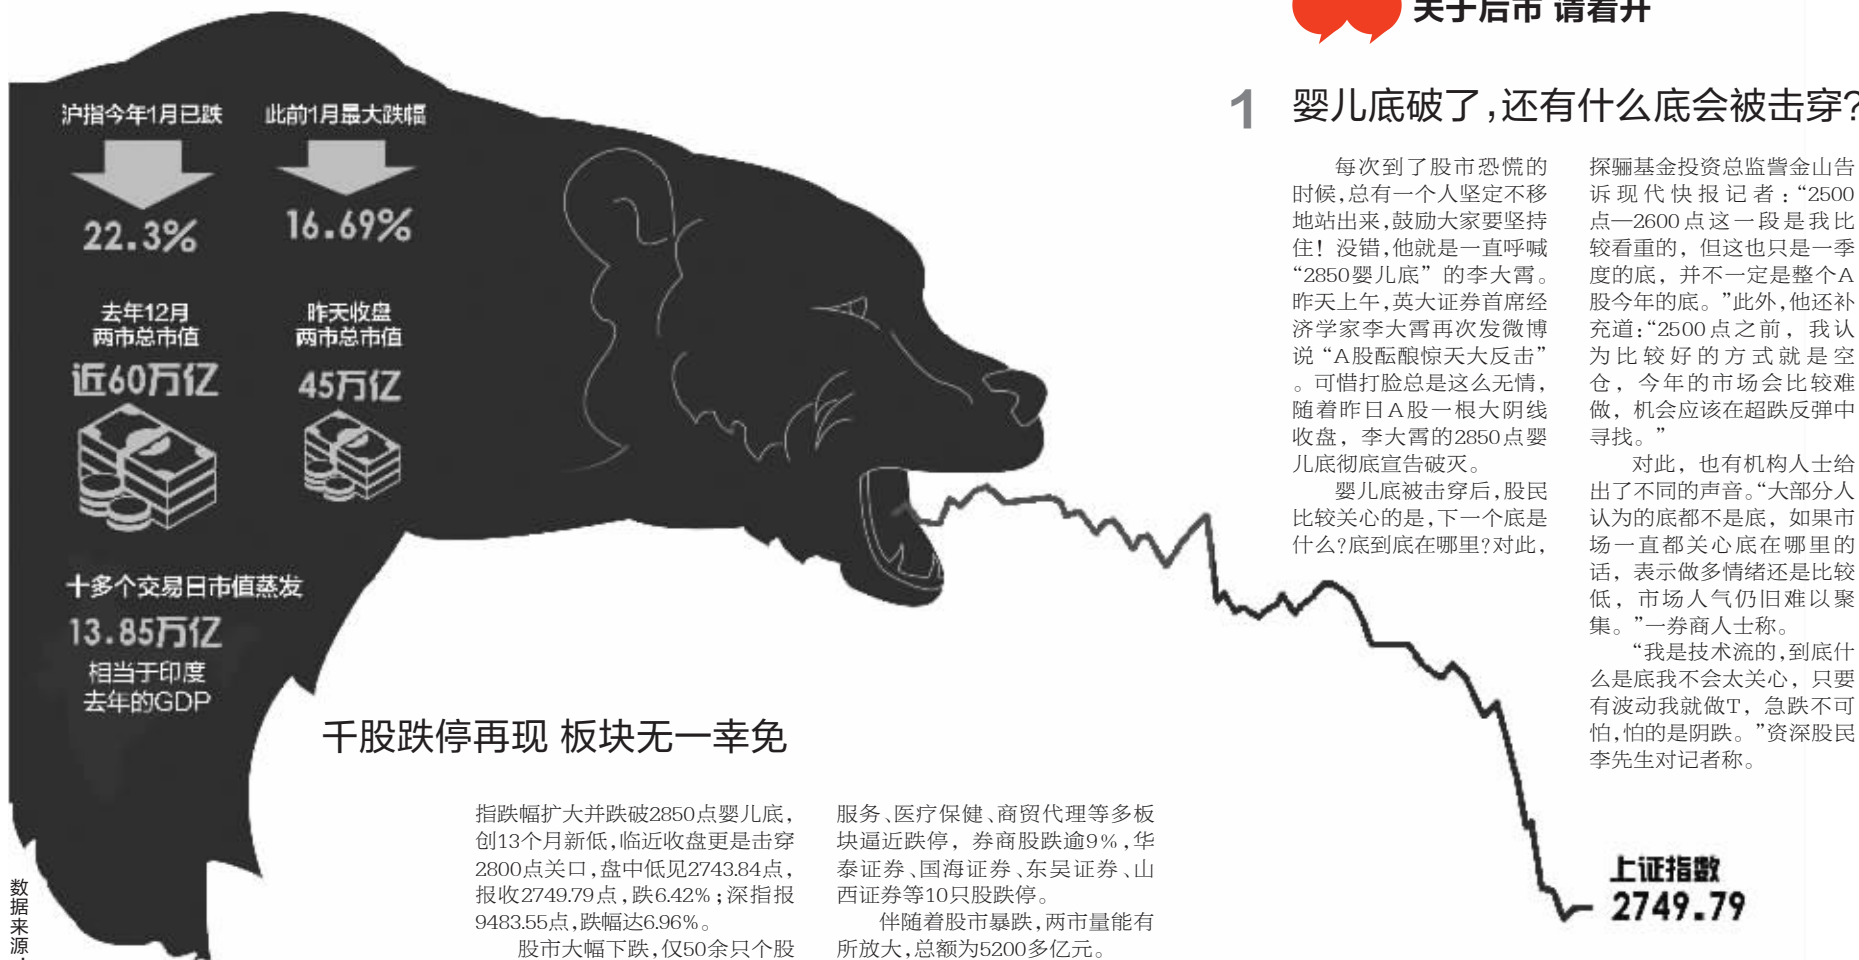 沪指今年1月已跌
22.3%
此前1月最大跌幅
16.69%
去年12月
两市总市值
近60万亿
昨天收盘
两市总市值
45万亿
十多个交易日市值蒸发
13.85万亿
相当于印度
去年的GDP
数据来源
千股跌停再现 板块无一幸免
指跌幅扩大并跌破2850点婴儿底，
创13个月新低，临近收盘更是击穿
2800点关口，盘中低见2743.84点，
报收2749.79点，跌6.42%；深指报
9483.55点，跌幅达6.96%。
股市大幅下跌，仅50余只个股
服务、医疗保健、商贸代理等多板
块逼近跌停，券商股跌逾9%，华
泰证券、国海证券、东吴证券、山
西证券等10只股跌停。
伴随着股市暴跌，两市量能有
所放大，总额为5200多亿元。
关于后市 请看开
1 婴儿底破了，还有什么底会被击穿？
每次到了股市恐慌的
时候，总有一个人坚定不移
地站出来，鼓励大家要坚持
住！没错，他就是一直呼喊
“2850婴儿底”的李大霄。
昨天上午，英大证券首席经
济学家李大霄再次发微博
说“A股酝酿惊天大反击”
。可惜打脸总是这么无情，
随着昨日A股一根大阴线
收盘，李大霄的2850点婴
儿底彻底宣告破灭。
婴儿底被击穿后，股民
比较关心的是，下一个底是
什么？底到底在哪里？对此，
探骊基金投资总监訾金山告
诉现代快报记者：“2500
点—2600点这一段是我比
较看重的，但这也只是一季
度的底，并不一定是整个A
股今年的底。”此外，他还补
充道：“2500点之前，我认
为比较好的方式就是空
仓，今年的市场会比较难
做，机会应该在超跌反弹中
寻找。”
对此，也有机构人士给
出了不同的声音。“大部分人
认为的底都不是底，如果市
场一直都关心底在哪里的
话，表示做多情绪还是比较
低，市场人气仍旧难以聚
集。”一券商人士称。
“我是技术流的，到底什
么是底我不会太关心，只要
有波动我就做T，急跌不可
怕，怕的是阴跌。”资深股民
李先生对记者称。
上证指数
2749.79